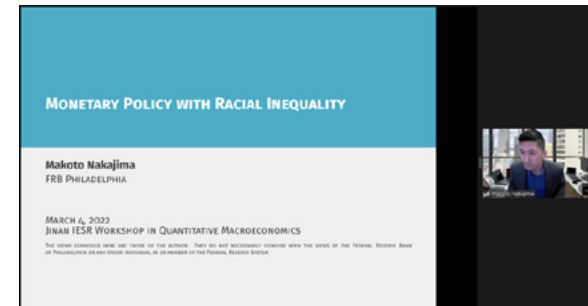 MONETARY POLICY WITH RACIAL INEQUALITY
Makoto Nakajima
FRB PHILADELPHIA
MARCH 4, 2022
JINAN IESR WORKSHOP IN QUANTITATIVE MACROECONOMICS
THE VIEWS EXPRESSED HERE ARE THOSE OF THE AUTHOR. THEY DO NOT NECESSARILY COINCIDE WITH THE VIEWS OF THE FEDERAL RESERVE BANK
OF PHILADELPHIA OR ANY OTHER INDIVIDUAL IN OR MEMBER OF THE FEDERAL RESERVE SYSTEM
makoto nakajima